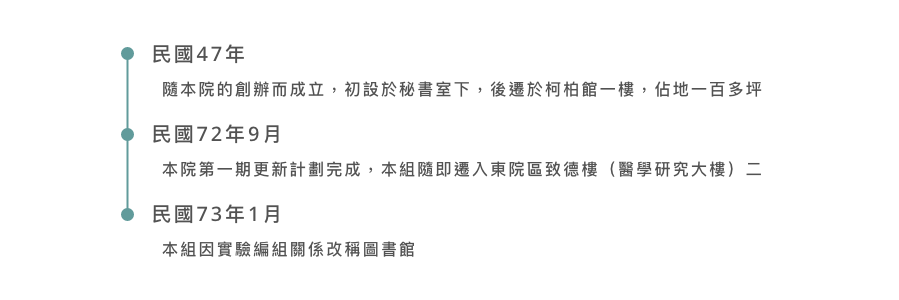 民國47年
隨本院的創辦而成立，初設於秘書室下，後遷於柯柏館一樓，佔地一百多坪
民國72年9月
本院第一期更新計劃完成，本組隨即遷入東院區致德樓（醫學研究大樓）二
民國73年1月
本組因實驗編組關係改稱圖書館